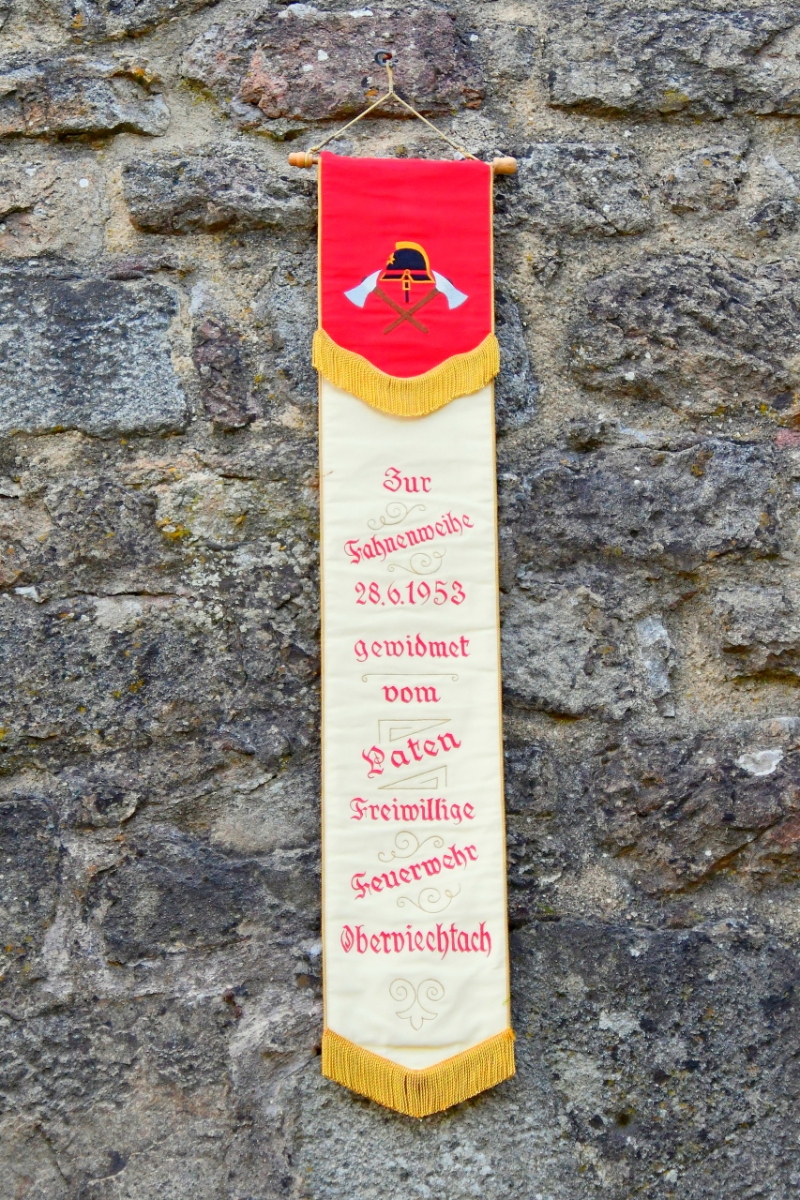 Zur
Fahnenweihe
28.6.1953
gewidmet
vom
Paten
Freiwillige
Feuerwehr
Oberviechtach